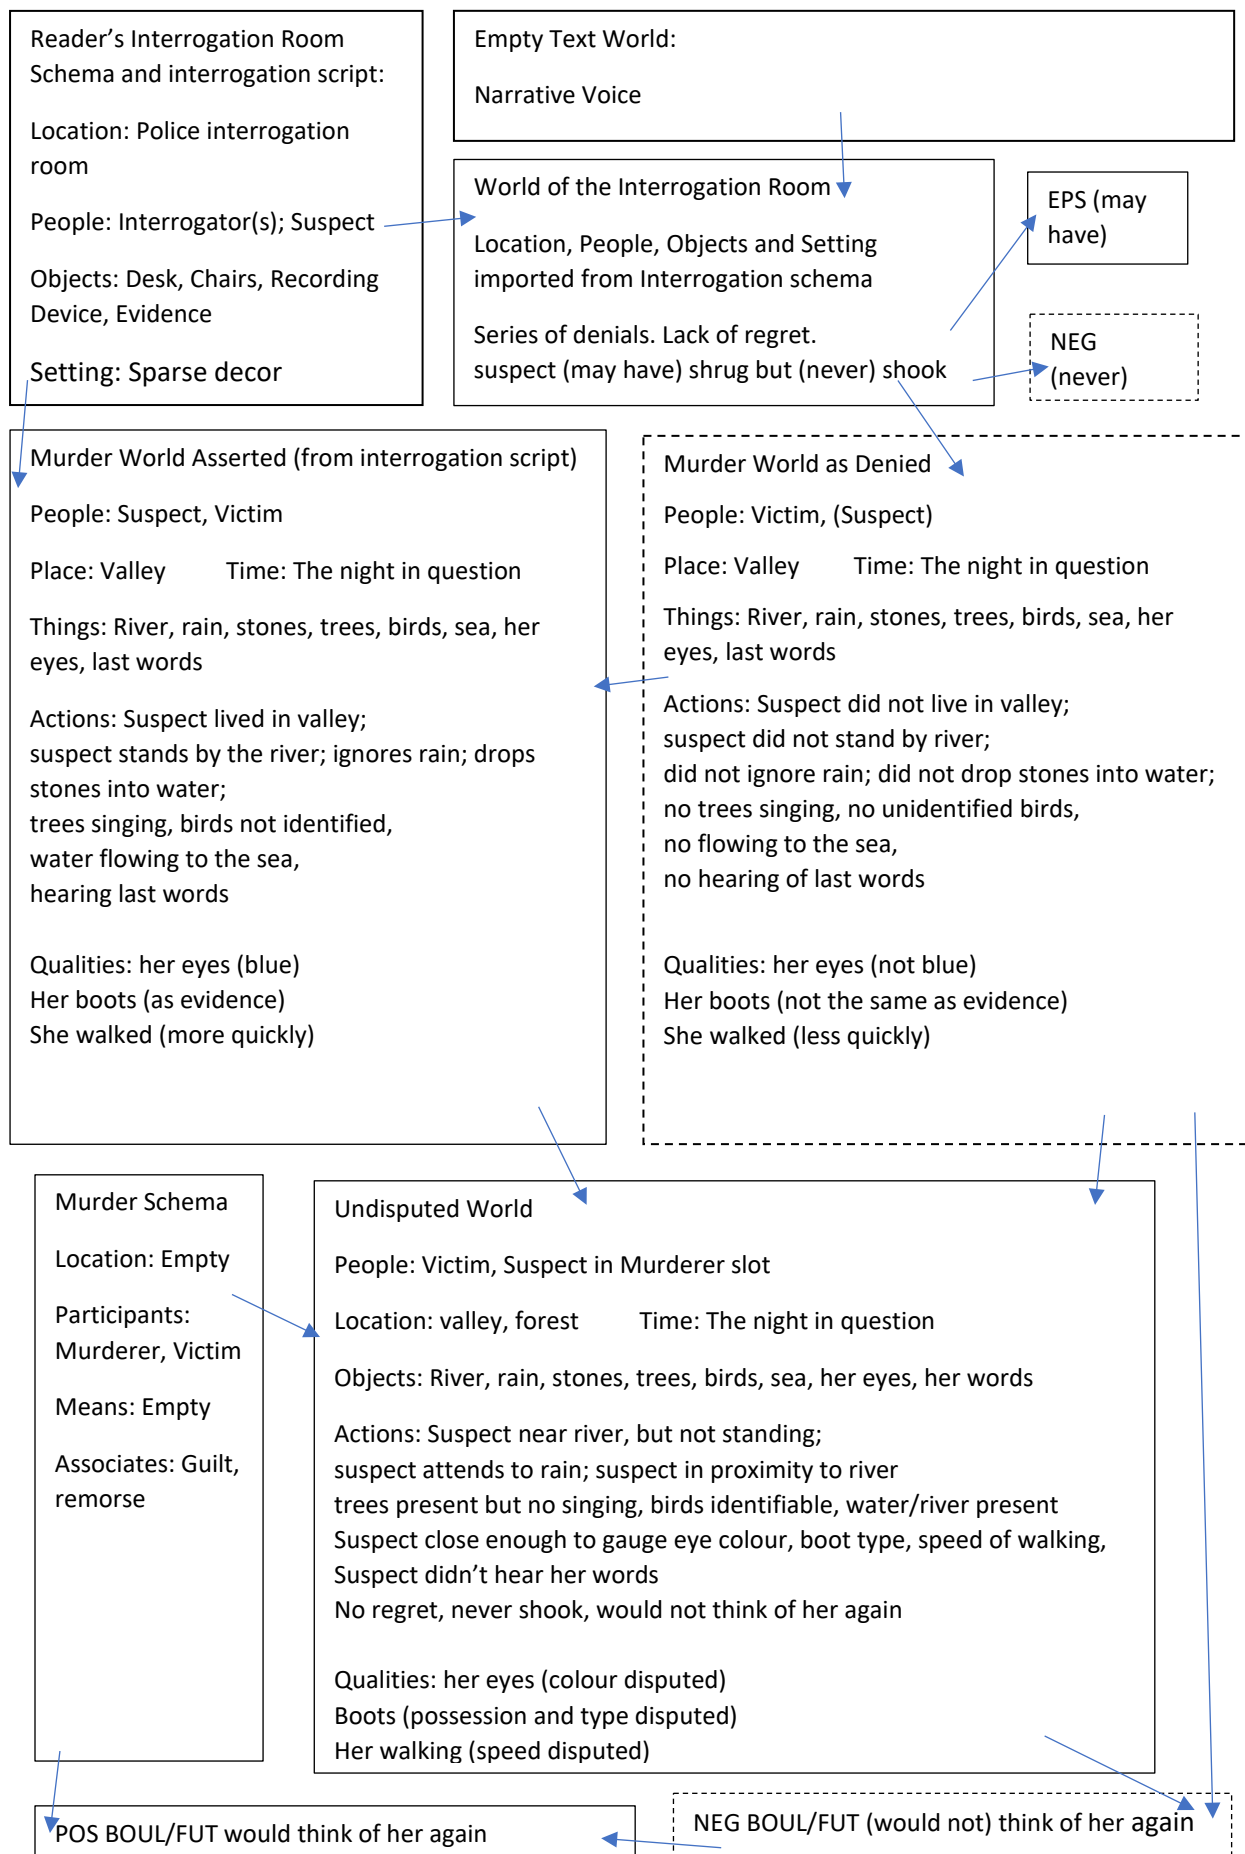 Reader’s Interrogation Room
Schema and interrogation script:
Location: Police interrogation
room
People: Interrogator(s); Suspect
Objects: Desk, Chairs, Recording
Device, Evidence
Setting: Sparse decor
Empty Text World:
Narrative Voice
World of the Interrogation Room
Location, People, Objects and Setting
imported from Interrogation schema
Series of denials. Lack of regret.
suspect (may have) shrug but (never) shook
EPS (may
have)
NEG
(never)
Murder World Asserted (from interrogation script)
People: Suspect, Victim
Place: Valley Time: The night in question
Things: River, rain, stones, trees, birds, sea, her
eyes, last words
Actions: Suspect lived in valley;
suspect stands by the river; ignores rain; drops
stones into water;
trees singing, birds not identified,
water flowing to the sea,
hearing last words
Qualities: her eyes (blue)
Her boots (as evidence)
She walked (more quickly)
Murder World as Denied
People: Victim, (Suspect)
Place: Valley Time: The night in question
Things: River, rain, stones, trees, birds, sea, her
eyes, last words
Actions: Suspect did not live in valley;
suspect did not stand by river;
did not ignore rain; did not drop stones into water;
no trees singing, no unidentified birds,
no flowing to the sea,
no hearing of last words
Qualities: her eyes (not blue)
Her boots (not the same as evidence)
She walked (less quickly)
Murder Schema
Location: Empty
Participants:
Murderer, Victim
Means: Empty
Associates: Guilt,
remorse
Undisputed World
People: Victim, Suspect in Murderer slot
Location: valley, forest Time: The night in question
Objects: River, rain, stones, trees, birds, sea, her eyes, her words
Actions: Suspect near river, but not standing;
suspect attends to rain; suspect in proximity to river
trees present but no singing, birds identifiable, water/river present
Suspect close enough to gauge eye colour, boot type, speed of walking,
Suspect didn’t hear her words
No regret, never shook, would not think of her again
Qualities: her eyes (colour disputed)
Boots (possession and type disputed)
Her walking (speed disputed)
POS BOUL/FUT would think of her again
NEG BOUL/FUT (would not) think of her again